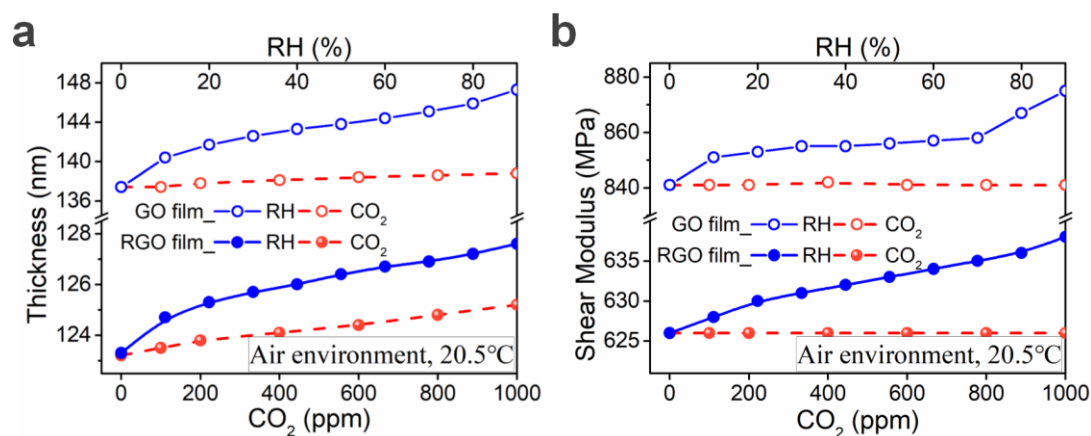 a
RH (%)
0 20 40 60 80
148
144
140
136
128
126
124
Thickness (nm)
GO film_ RH CO₂
RGO film_ RH CO₂
Air environment, 20.5℃
0 200 400 600 800 1000
CO₂ (ppm)
b
RH (%)
0 20 40 60 80
880
860
840
635
630
625
Shear Modulus (MPa)
GO film_ RH CO₂
RGO film_ RH CO₂
Air environment, 20.5℃
0 200 400 600 800 1000
CO₂ (ppm)